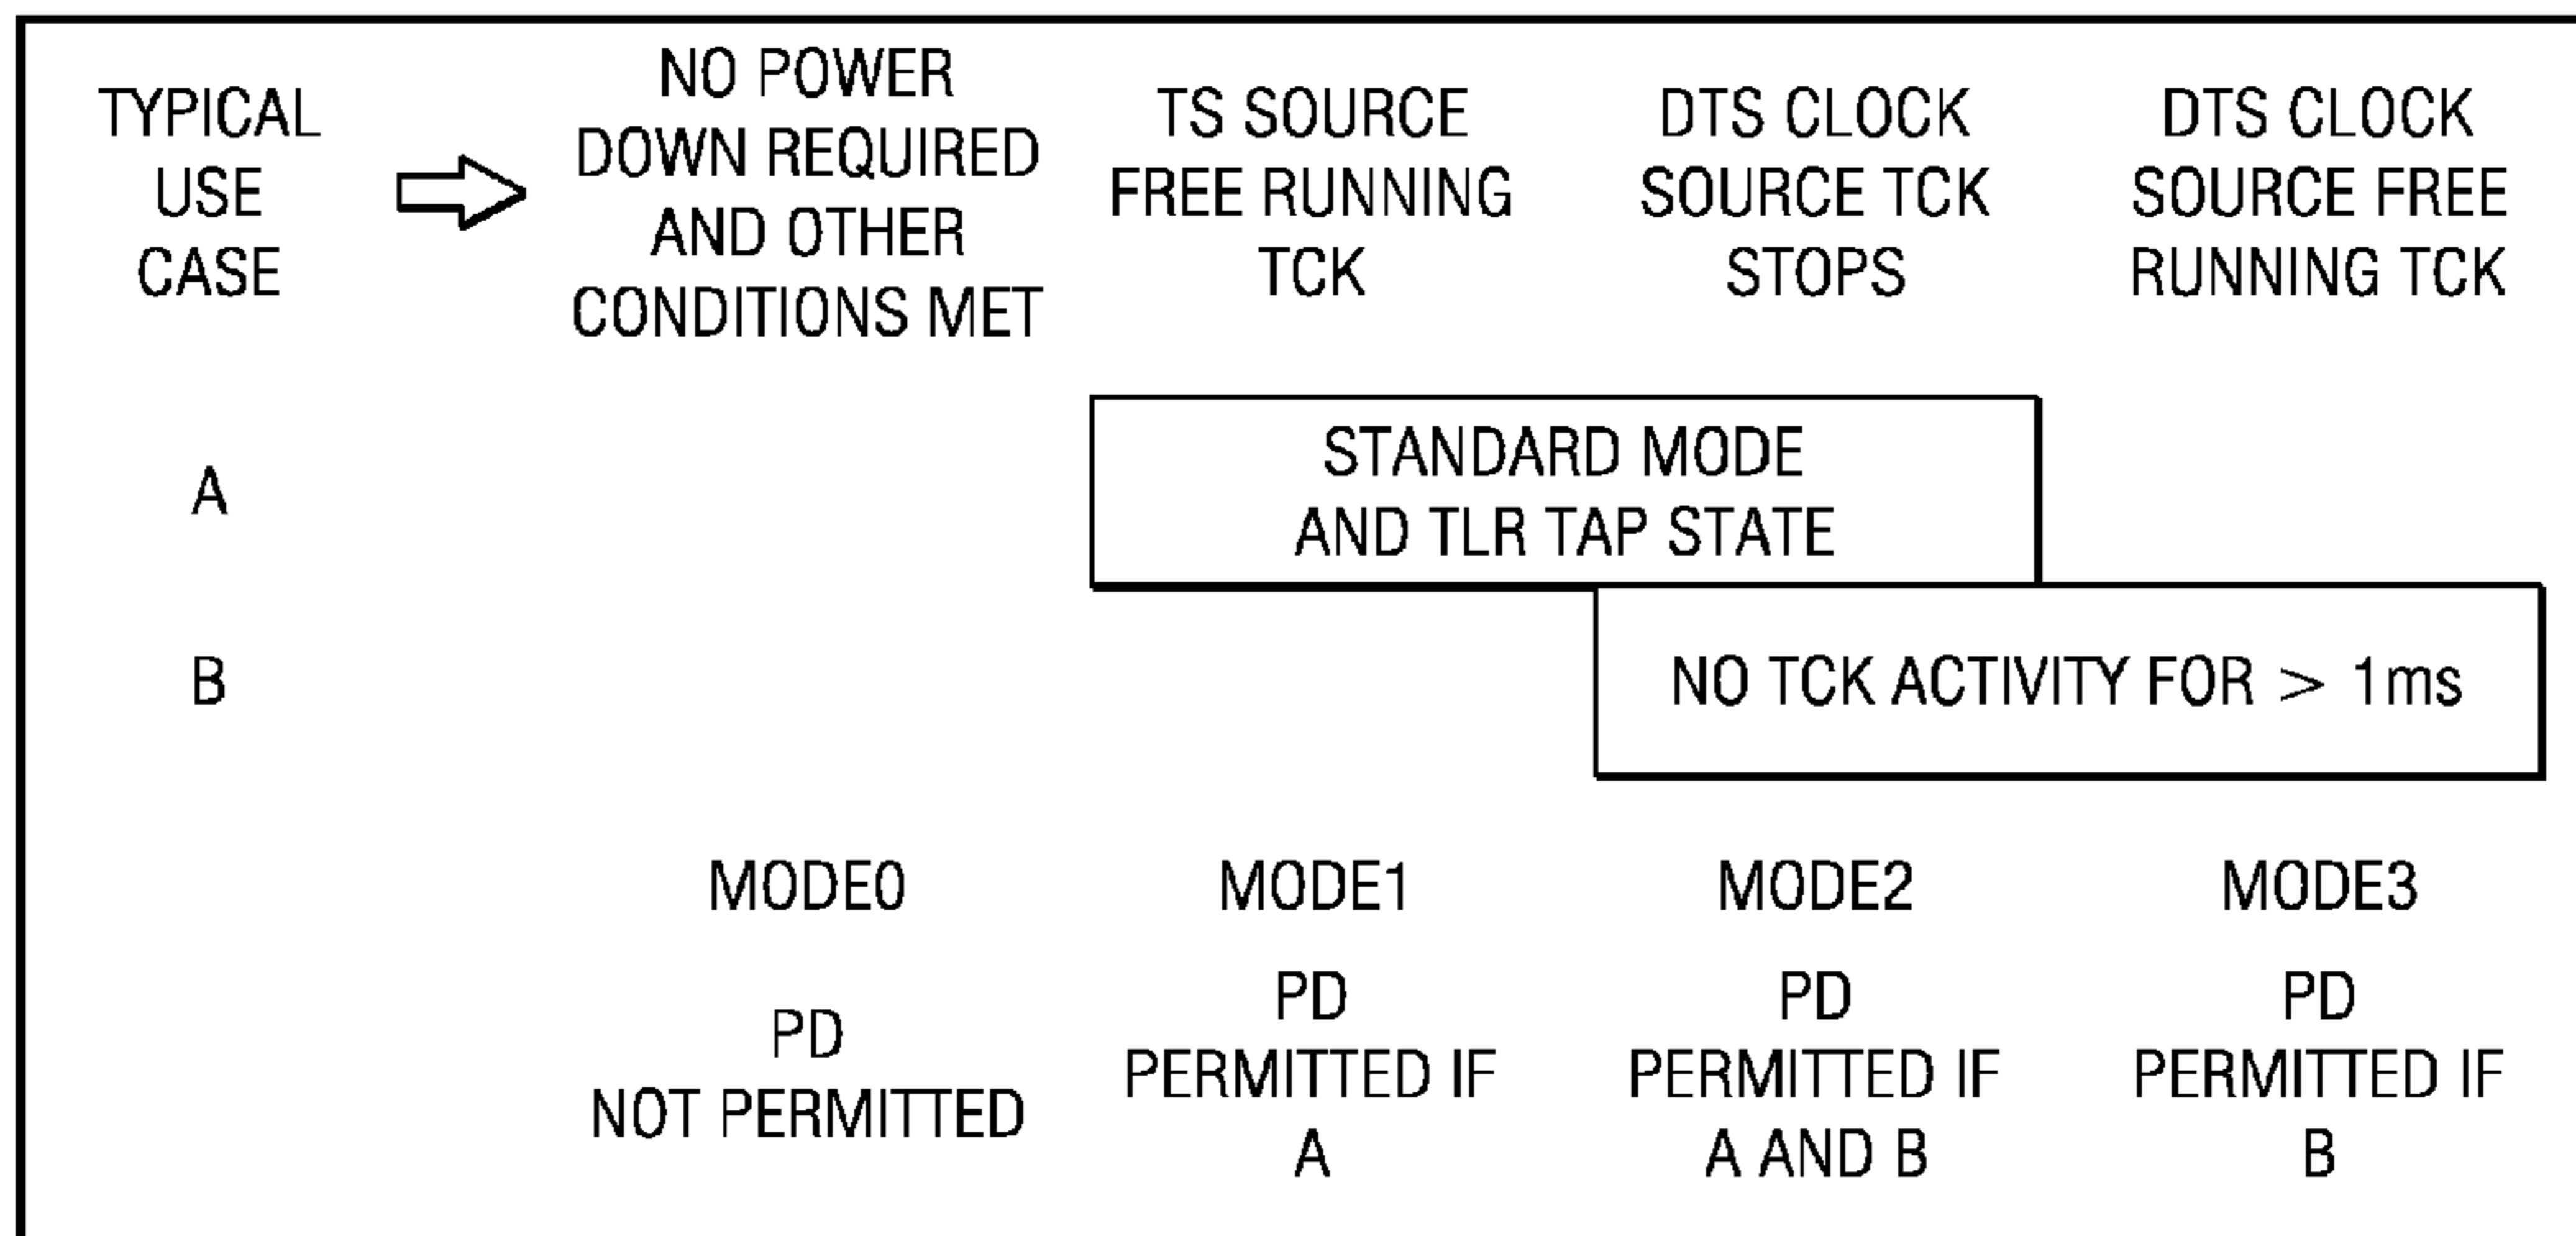 TYPICAL
USE
CASE
NO POWER
DOWN REQUIRED
AND OTHER
CONDITIONS MET
TS SOURCE
FREE RUNNING
TCK
DTS CLOCK
SOURCE TCK
STOPS
DTS CLOCK
SOURCE FREE
RUNNING TCK
A
STANDARD MODE
AND TLR TAP STATE
B
NO TCK ACTIVITY FOR > 1ms
MODE0
MODE1
MODE2
MODE3
PD
NOT PERMITTED
PD
PERMITTED IF
A
PD
PERMITTED IF
A AND B
PD
PERMITTED IF
B